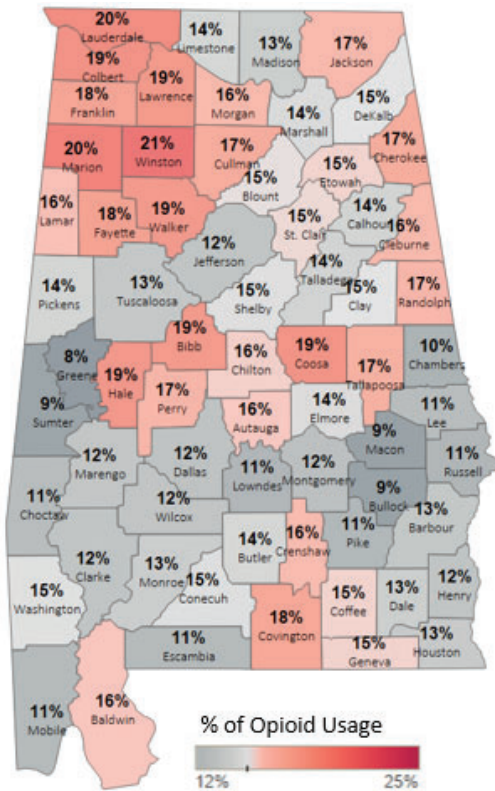 20%
Lauderdale
14%
Limestone
13%
Madison
17%
Jackson
19%
Colbert
19%
Lawrence
18%
Franklin
16%
Morgan
14%
Marshall
15%
DeKalb
20%
Marion
21%
Winston
17%
Cullman
15%
Blount
15%
Etowah
17%
Cherokee
16%
Lamar
18%
Fayette
19%
Walker
12%
Jefferson
15%
St. Clair
14%
Calhou
16%
Cleburne
14%
Pickens
13%
Tuscaloosa
15%
Shelby
14%
Talladega
15%
Clay
17%
Randolph
8%
Greene
19%
Hale
19%
Bibb
16%
Chilton
19%
Coosa
17%
Tallapoosa
10%
Chambers
9%
Sumter
17%
Perry
16%
Autauga
14%
Elmore
11%
Lee
9%
Macon
11%
Russell
12%
Marengo
12%
Dallas
11%
Lowndes
12%
Montgomery
9%
Bullock
11%
Choctaw
12%
Wilcox
14%
Butler
16%
Crenshaw
11%
Pike
13%
Barbour
12%
Clarke
13%
Monroe
15%
Conecuh
15%
Washington
18%
Covington
15%
Coffee
13%
Dale
12%
Henry
11%
Escambia
15%
Geneva
13%
Houston
11%
Mobile
16%
Baldwin
% of Opioid Usage
12%
25%